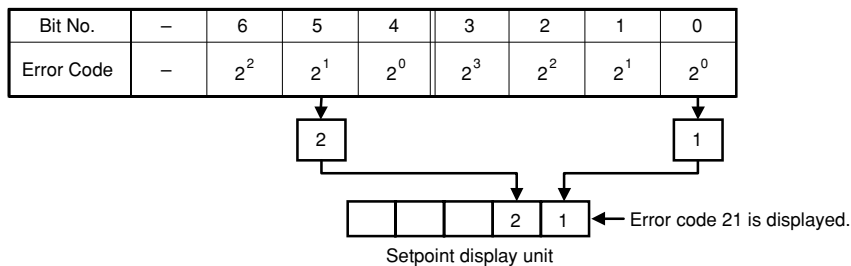 Bit No. – 6 5 4 3 2 1 0
Error Code – 2² 2¹ 2⁰ 2³ 2² 2¹ 2⁰
2 1
2 1 Error code 21 is displayed.
Setpoint display unit